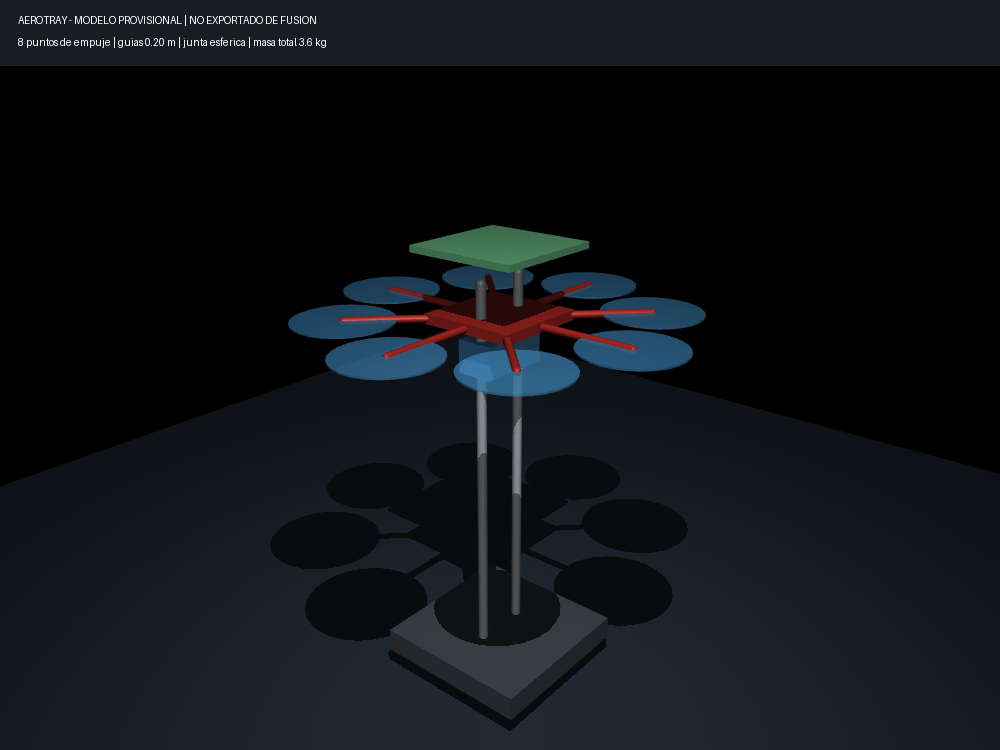 AEROTRAY - MODELO PROVISIONAL | NO EXPORTADO DE FUSION
8 puntos de empuje | guias 0.20 m | junta esferica | masa total 3.6 kg